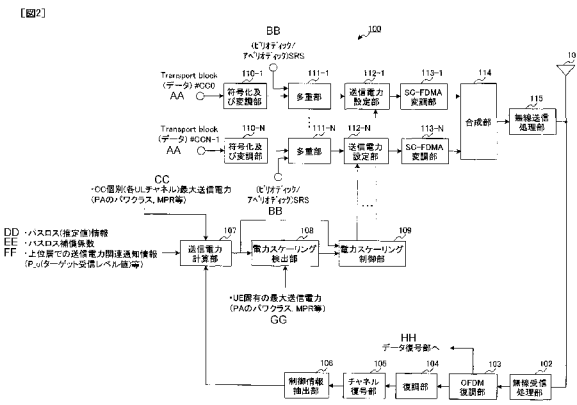 [図2]
100
BB
(ピリオディック/
アペリオディック)SRS
10
Transport block
(データ) #CC0
AA
110-1
符号化及
び変調部
111-1
多重部
112-1
送信電力
設定部
113-1
SC-FDMA
変調部
114
合成部
115
無線送信
処理部
Transport block
(データ) #CCN-1
AA
110-N
符号化及
び変調部
111-N
多重部
112-N
送信電力
設定部
113-N
SC-FDMA
変調部
(ピリオディック/
アペリオディック)SRS
BB
CC
・CC個別(各ULチャネル)最大送信電力
(PAのパワクラス, MPR等)
DD ・パスロス(推定値)情報
EE ・パスロス補償係数
FF ・上位層での送信電力関連通知情報
(P_o(ターゲット受信レベル値)等)
107
送信電力
計算部
108
電力スケーリング
検出部
109
電力スケーリング
制御部
・UE固有の最大送信電力
(PAのパワクラス, MPR等)
GG
HH
データ復号部へ
106
制御情報
抽出部
105
チャネル
復号部
104
復調部
103
OFDM
復調部
102
無線受信
処理部